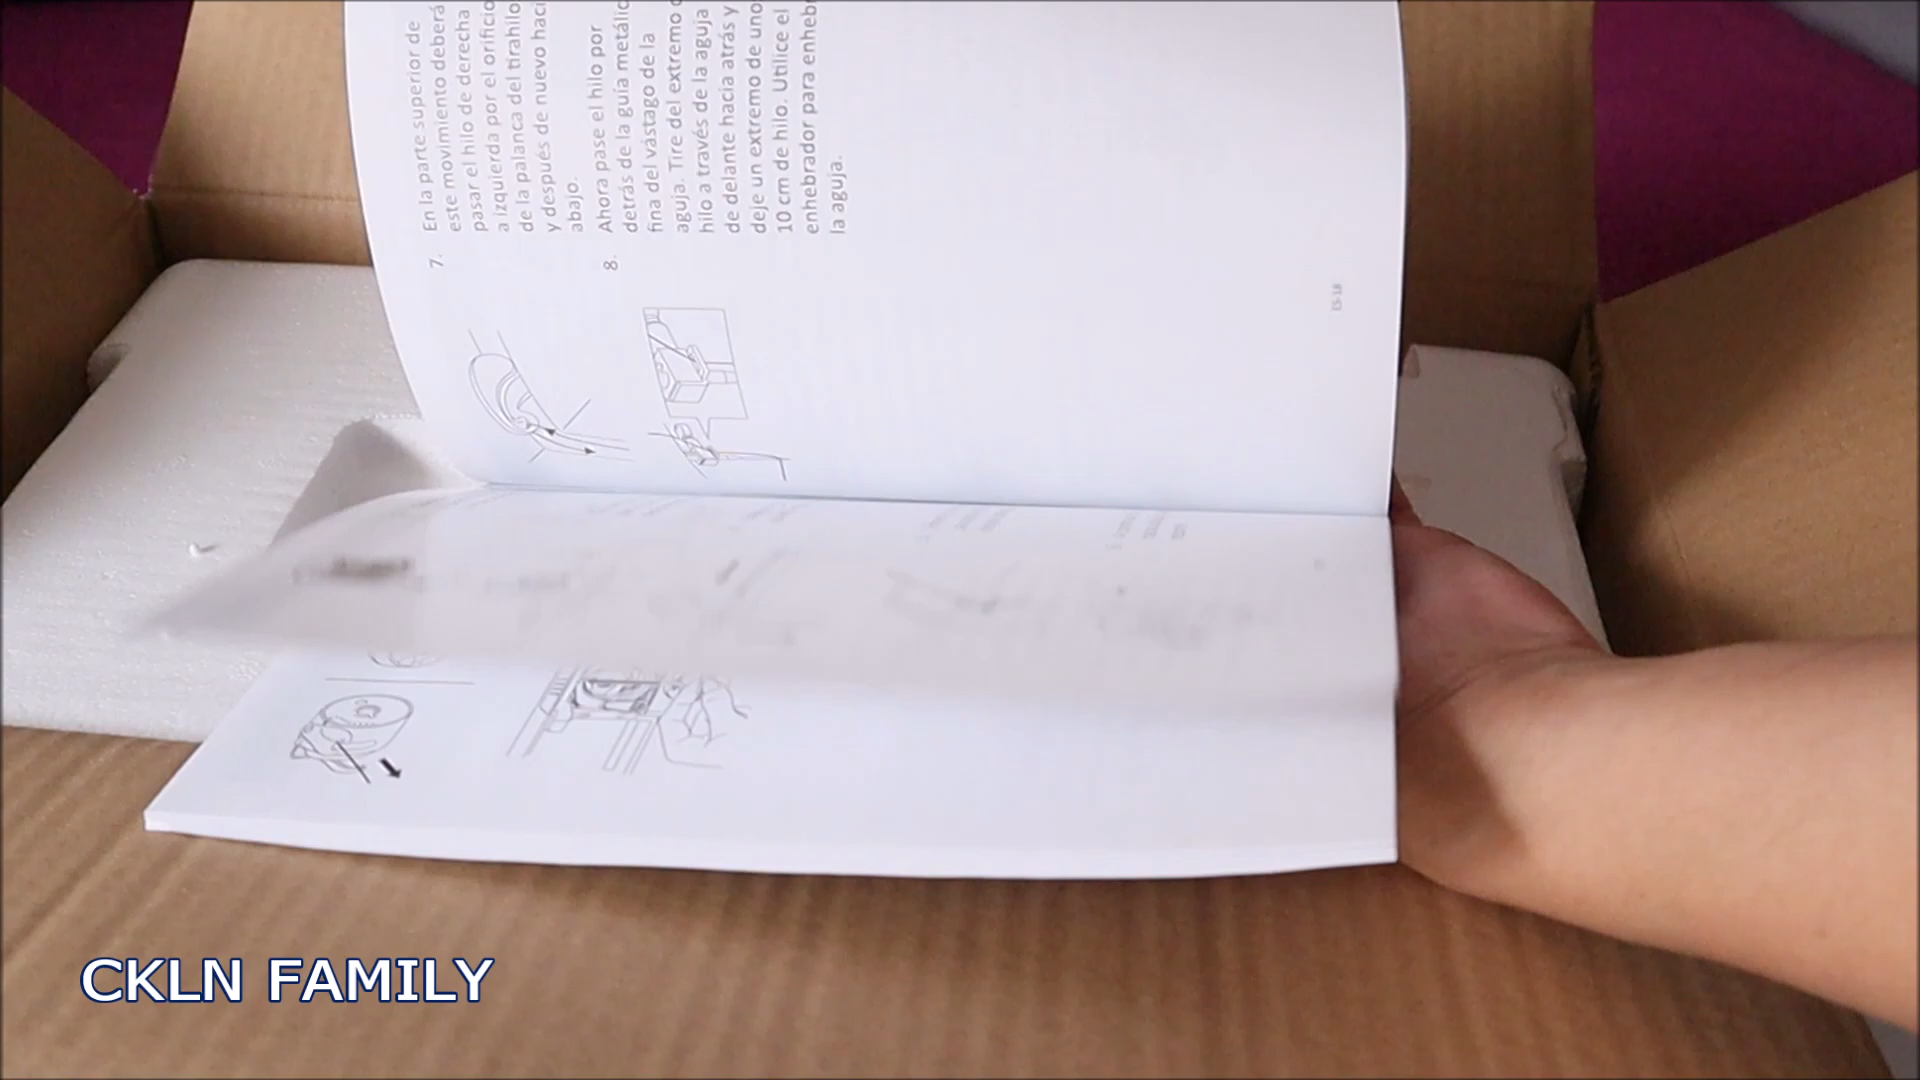 7. En la parte superior de
este movimiento deberá
pasar el hilo de derecha
a izquierda por el orificio
de la palanca del tirahilo
y después de nuevo haci
abajo.
8. Ahora pase el hilo por
detrás de la guía metálic
fina del vástago de la
aguja. Tire del extremo
hilo a través de la aguja
de delante hacia atrás y
deje un extremo de uno
10 cm de hilo. Utilice el
enhebrador para enheb
la aguja.
ES-18
CKLN FAMILY